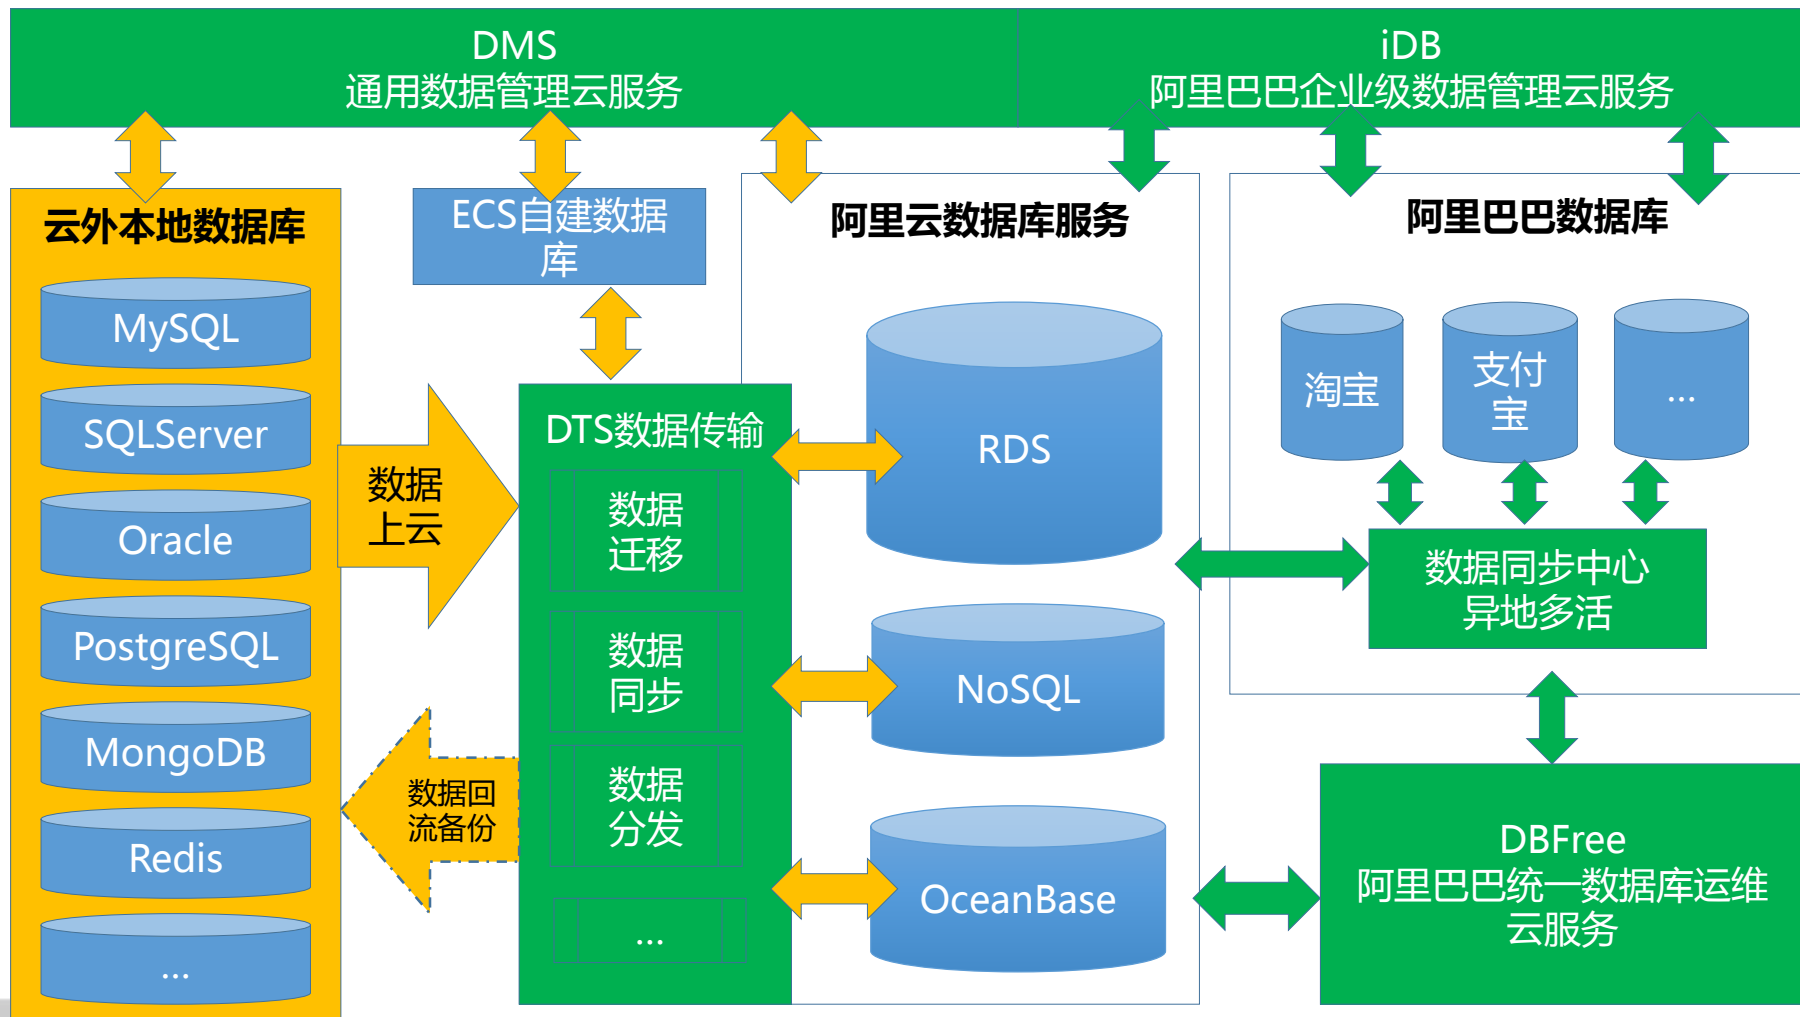 DMS
通用数据管理云服务
iDB
阿里巴巴企业级数据管理云服务
云外本地数据库
MySQL
SQLServer
Oracle
PostgreSQL
MongoDB
Redis
...
数据
上云
数据回
流备份
ECS自建数据
库
DTS数据传输
数据
迁移
数据
同步
数据
分发
...
阿里云数据库服务
RDS
NoSQL
OceanBase
阿里巴巴数据库
淘宝
支付
宝
...
数据同步中心
异地多活
DBFree
阿里巴巴统一数据库运维
云服务